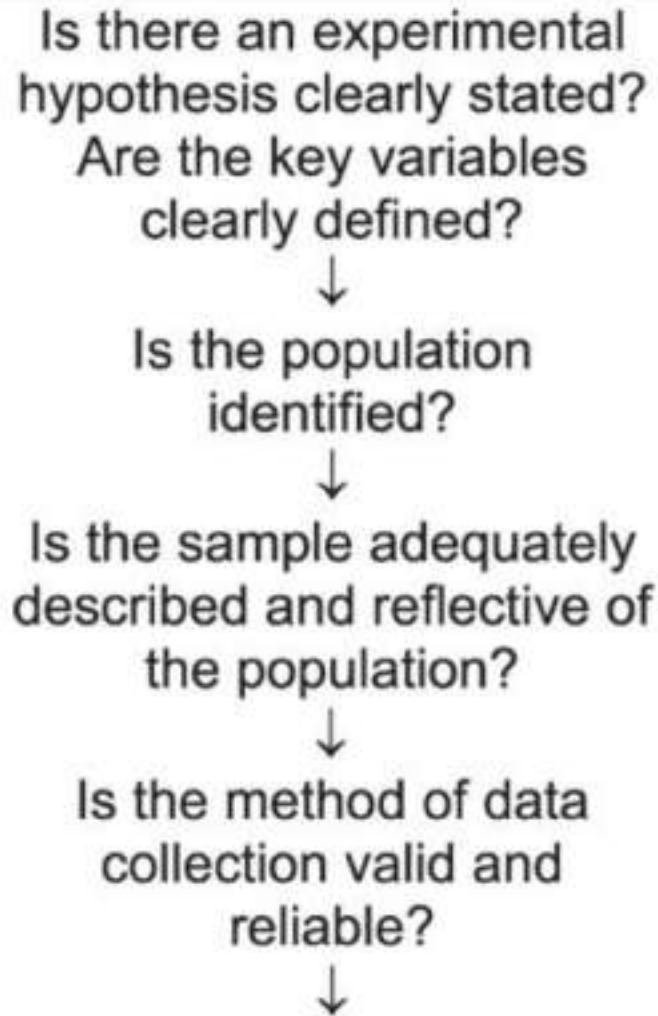 Is there an experimental
hypothesis clearly stated?
Are the key variables
clearly defined?
↓
Is the population
identified?
↓
Is the sample adequately
described and reflective of
the population?
↓
Is the method of data
collection valid and
reliable?
↓